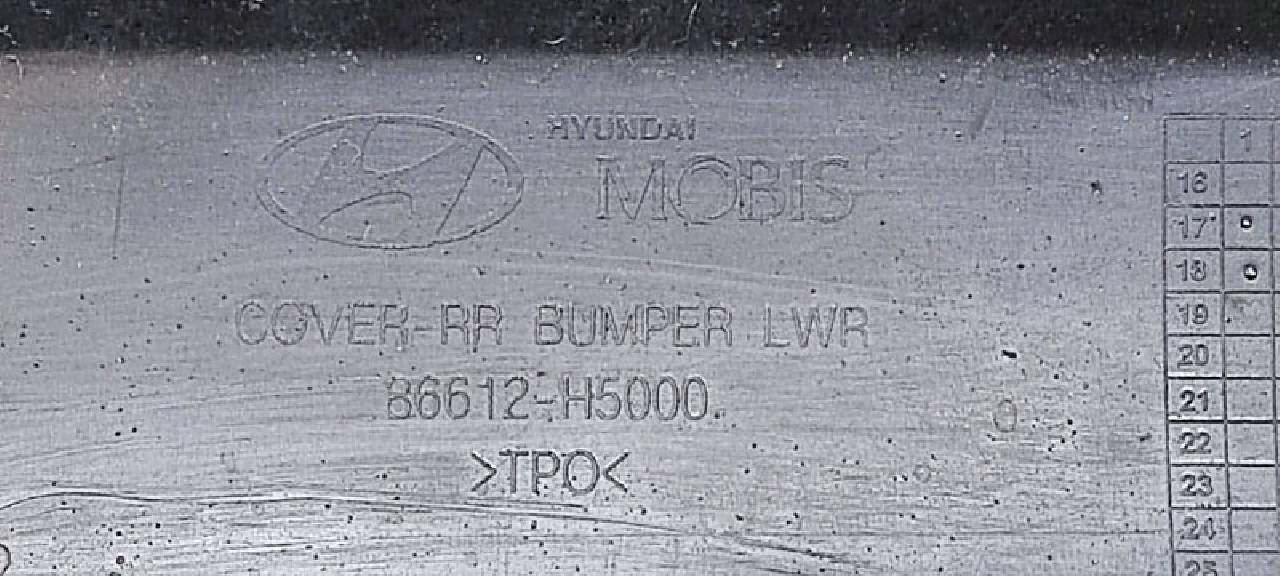 HYUNDAI
MOBIS
COVER-RR BUMPER LWR
86612-H5000
>TPO<
1
16
17
18
19
20
21
22
23
24
25